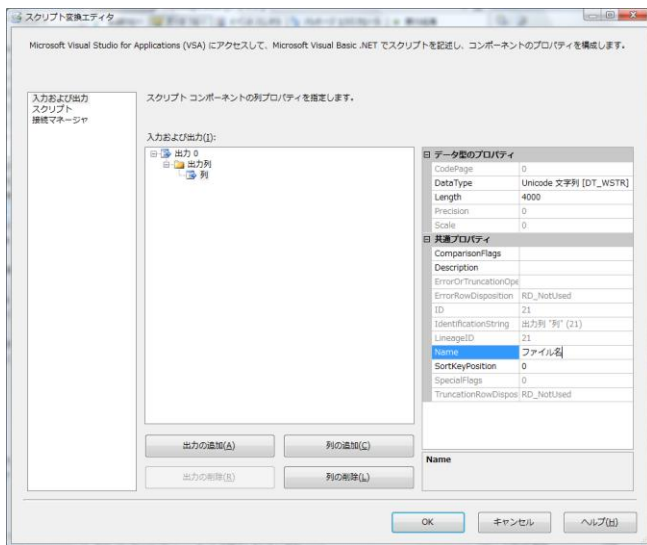 スクリプト変換エディタ
Microsoft Visual Studio for Applications (VSA) にアクセスして、Microsoft Visual Basic .NET でスクリプトを記述し、コンポーネントのプロパティを構成します。
入力および出力
スクリプト
接続マネージャ
スクリプト コンポーネントの列プロパティを指定します。
入力および出力(I):
出力 0
出力列
列
データ型のプロパティ
CodePage 0
DataType Unicode 文字列 [DT_WSTR]
Length 4000
Precision 0
Scale 0
共通プロパティ
ComparisonFlags
Description
ErrorOrTruncationOpe
ErrorRowDisposition RD_NotUsed
ID 21
IdentificationString 出力列 "列" (21)
LineageID 21
Name ファイル名
SortKeyPosition 0
SpecialFlags 0
TruncationRowDispos RD_NotUsed
出力の追加(A) 列の追加(C)
出力の削除(R) 列の削除(L)
Name
OK キャンセル ヘルプ(H)